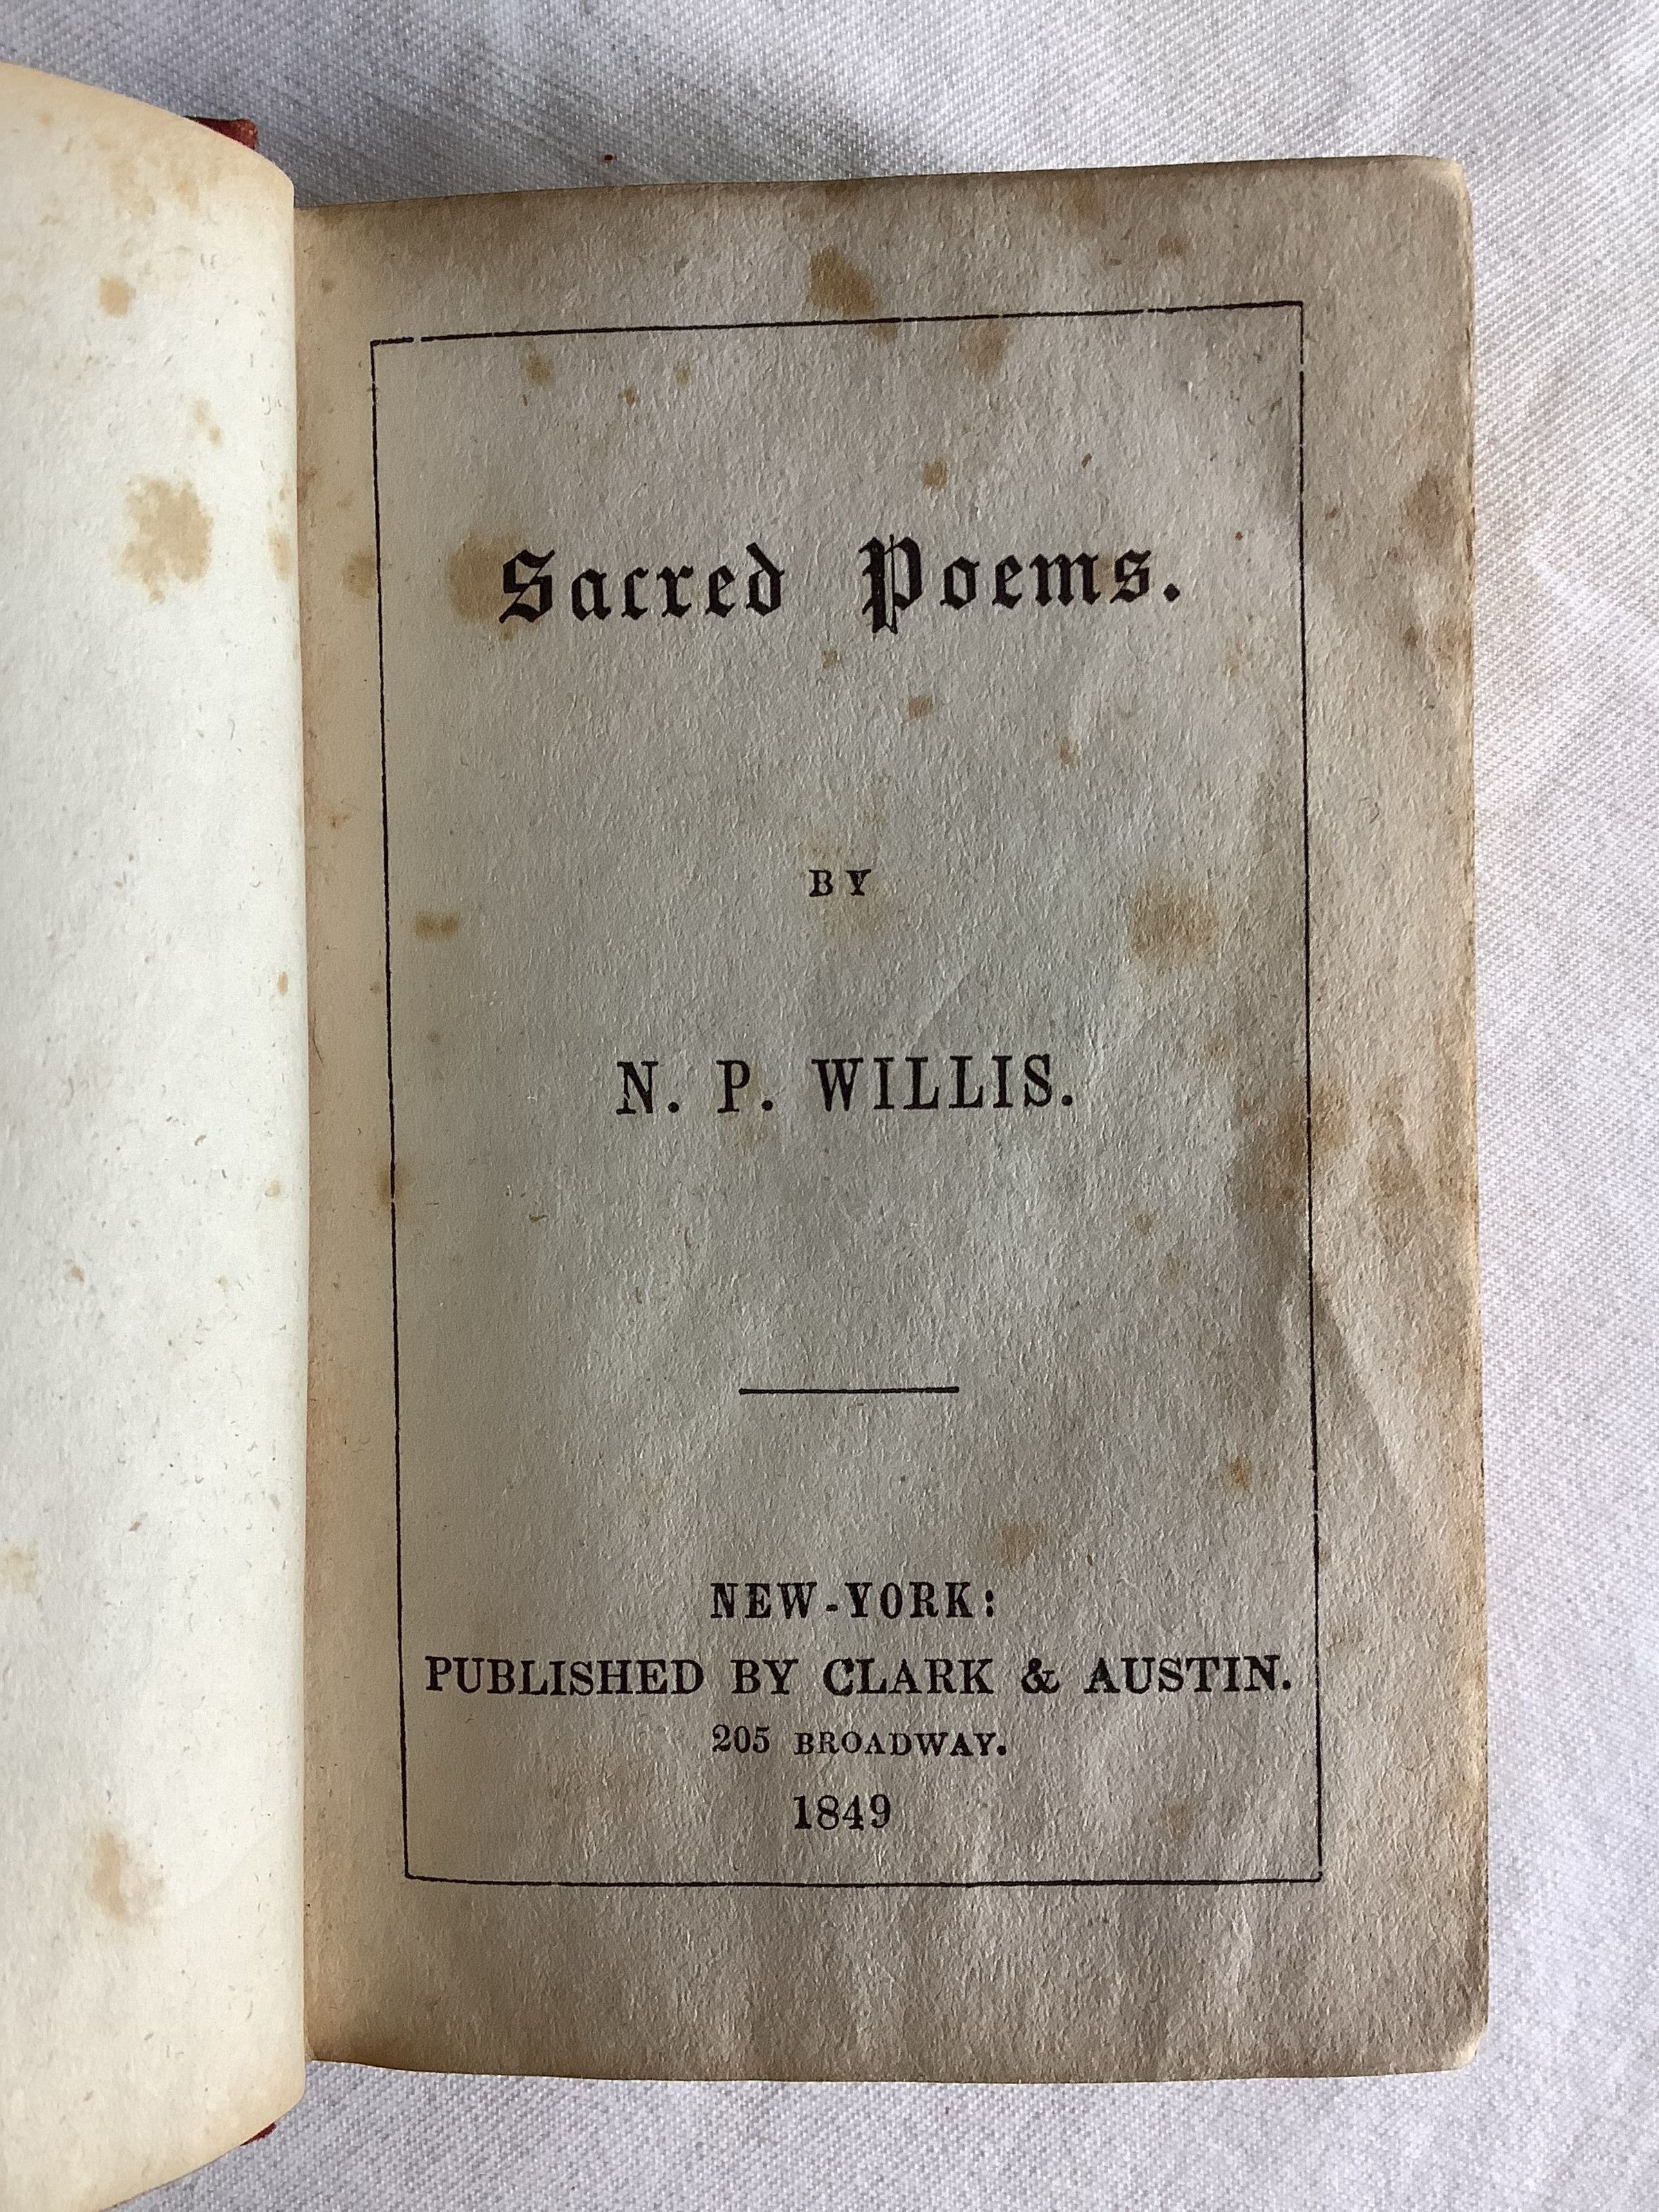 Sacred Poems.
BY
N. P. WILLIS.
NEW-YORK:
PUBLISHED BY CLARK & AUSTIN.
205 BROADWAY.
1849